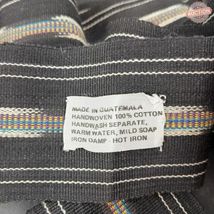 MADE IN GUATEMALA
HANDWOVEN 100% COTTON
HANDWASH SEPARATE,
WARM WATER, MILD SOAP
IRON DAMP - HOT IRON